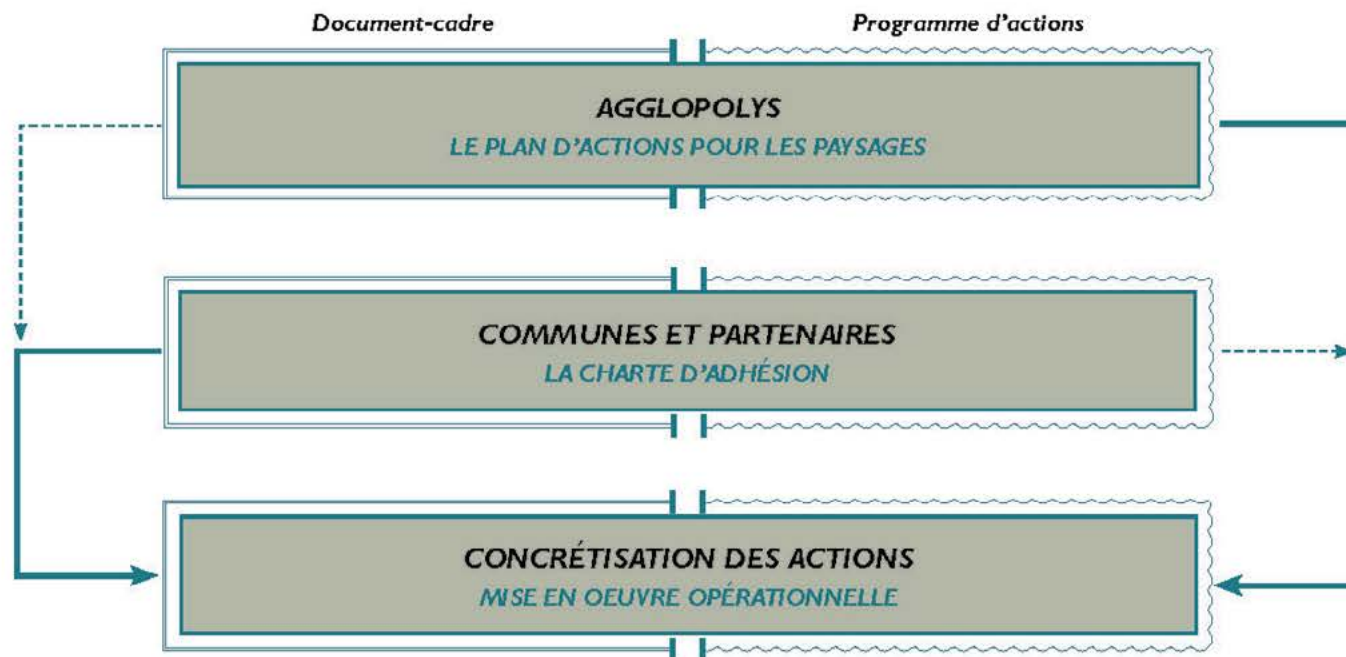 Document-cadre
Programme d'actions
AGGLOPOLYS
LE PLAN D'ACTIONS POUR LES PAYSAGES
COMMUNES ET PARTENAIRES
LA CHARTE D'ADHÉSION
CONCRÉTISATION DES ACTIONS
MISE EN OEUVRE OPÉRATIONNELLE